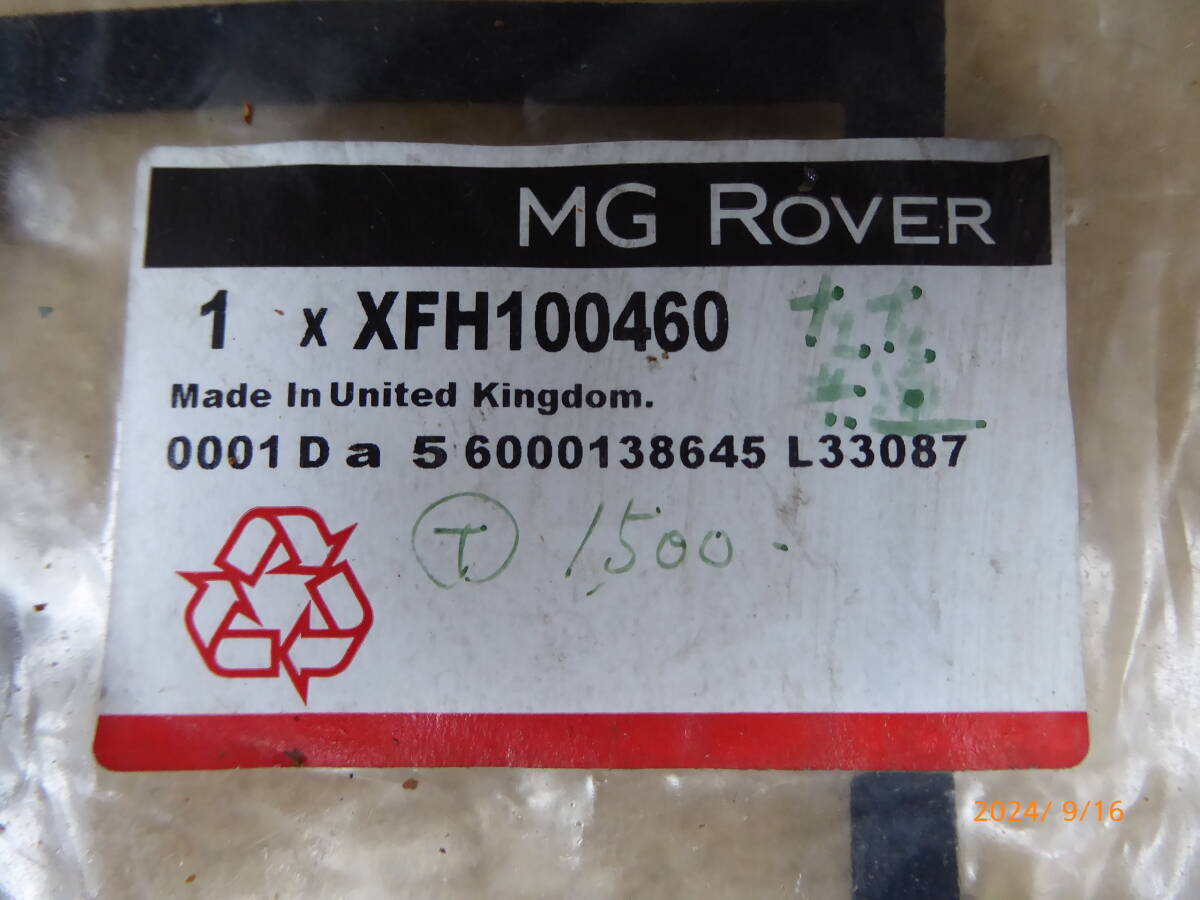 MG ROVER
1 x XFH100460
Made In United Kingdom.
0001 D a 5 6000138645 L33087
T 1500-
2024/ 9/16